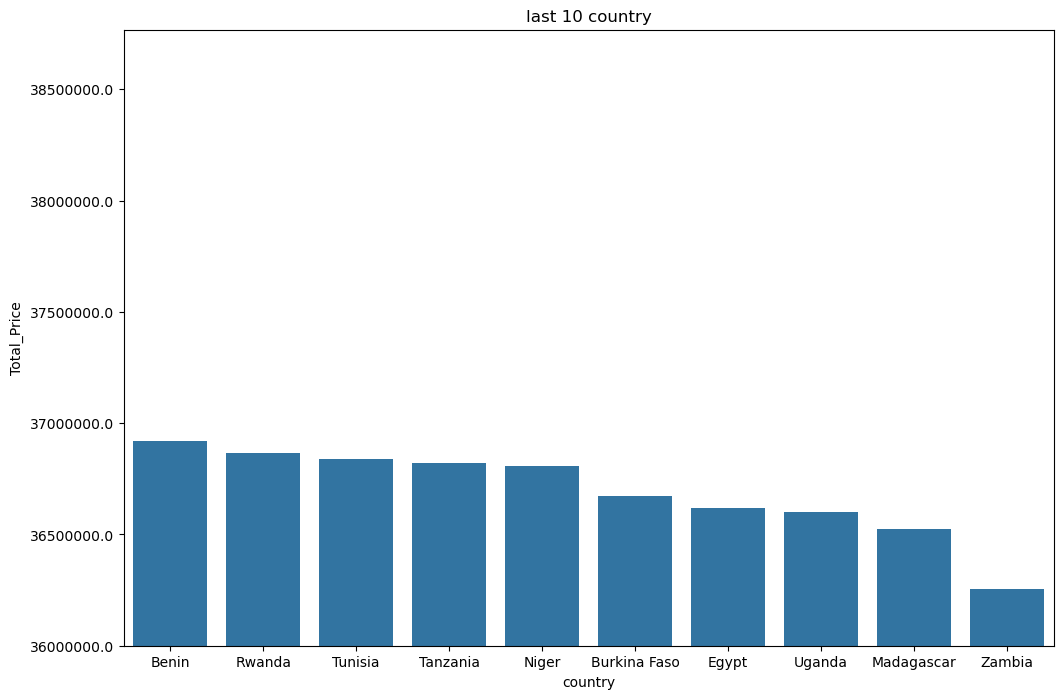 last 10 country
Total_Price
38500000.0
38000000.0
37500000.0
37000000.0
36500000.0
36000000.0
Benin Rwanda Tunisia Tanzania Niger Burkina Faso Egypt Uganda Madagascar Zambia
country